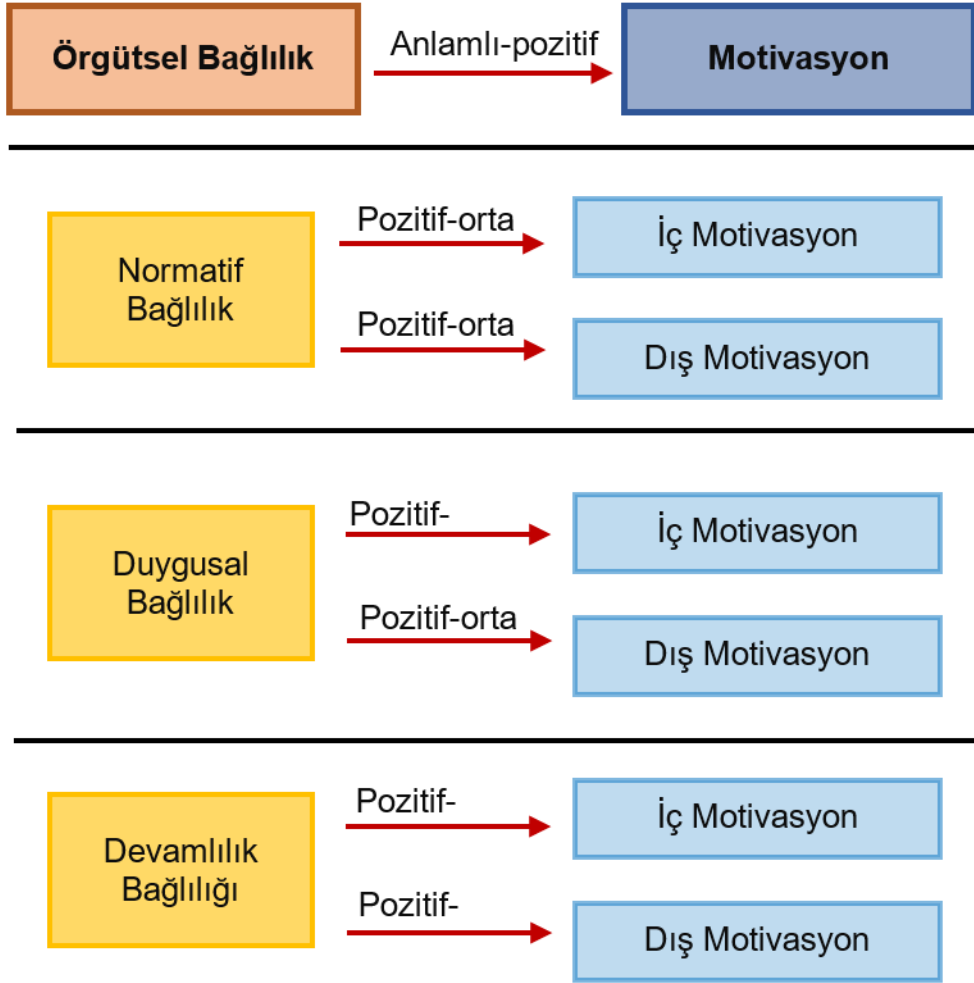 Örgütsel Bağlılık
Anlamlı-pozitif
Motivasyon
Normatif
Bağlılık
Pozitif-orta
İç Motivasyon
Pozitif-orta
Dış Motivasyon
Duygusal
Bağlılık
Pozitif-
İç Motivasyon
Pozitif-orta
Dış Motivasyon
Devamlılık
Bağlılığı
Pozitif-
İç Motivasyon
Pozitif-
Dış Motivasyon